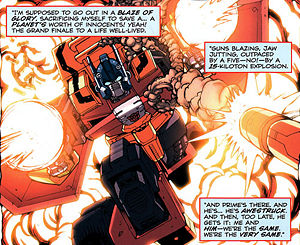 "I'M SUPPOSED TO GO OUT IN A BLAZE OF
GLORY, SACRIFICING MYSELF TO SAVE A... A
PLANET'S WORTH OF INNOCENTS! YEAH!
THE GRAND FINALE TO A LIFE WELL-LIVED.
"GUNS BLAZING, JAW
JUTTING, OUTPACED
BY A FIVE--NO!--BY A
15-KILOTON EXPLOSION.
"AND PRIME'S THERE, AND
HE'S... HE'S AWESTRUCK.
AND THEN, TOO LATE, HE
GETS IT: ME AND
HIM--WE'RE THE GAME.
WE'RE THE VERY GAME."